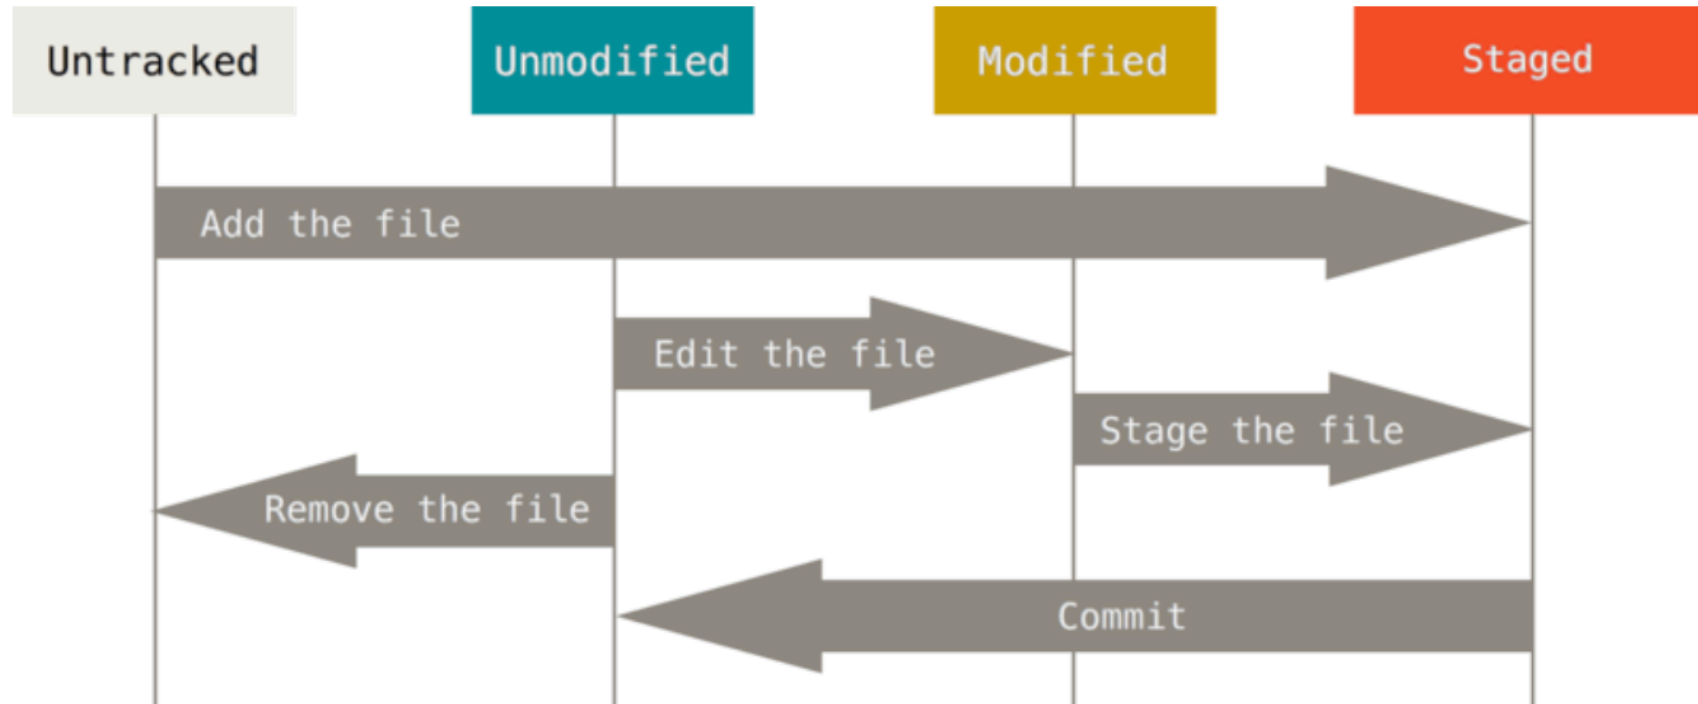 Untracked
Unmodified
Modified
Staged
Add the file
Edit the file
Stage the file
Remove the file
Commit